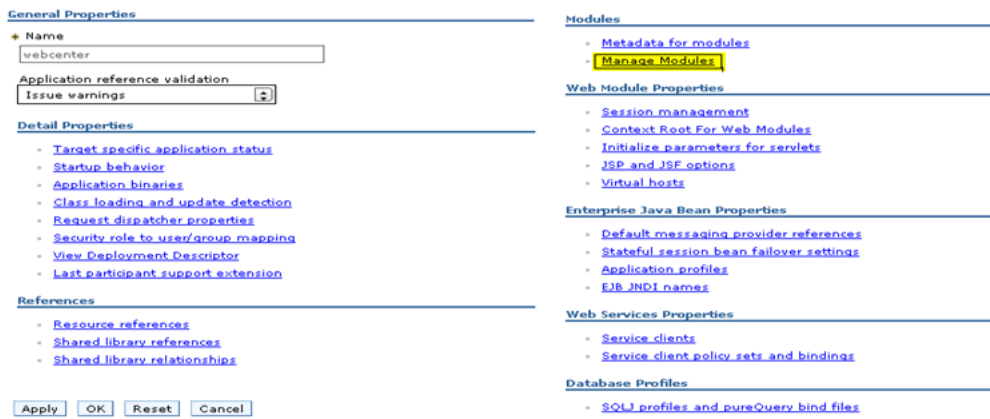 General Properties
Name
webcenter
Application reference validation
Issue warnings
Detail Properties
Target specific application status
Startup behavior
Application binaries
Class loading and update detection
Request dispatcher properties
Security role to user/group mapping
View Deployment Descriptor
Last participant support extension
References
Resource references
Shared library references
Shared library relationships
Apply OK Reset Cancel
Modules
Metadata for modules
Manage Modules
Web Module Properties
Session management
Context Root For Web Modules
Initialize parameters for servlets
JSP and JSF options
Virtual hosts
Enterprise Java Bean Properties
Default messaging provider references
Stateful session bean failover settings
Application profiles
EJB JNDI names
Web Services Properties
Service clients
Service client policy sets and bindings
Database Profiles
SQLJ profiles and pureQuery bind files